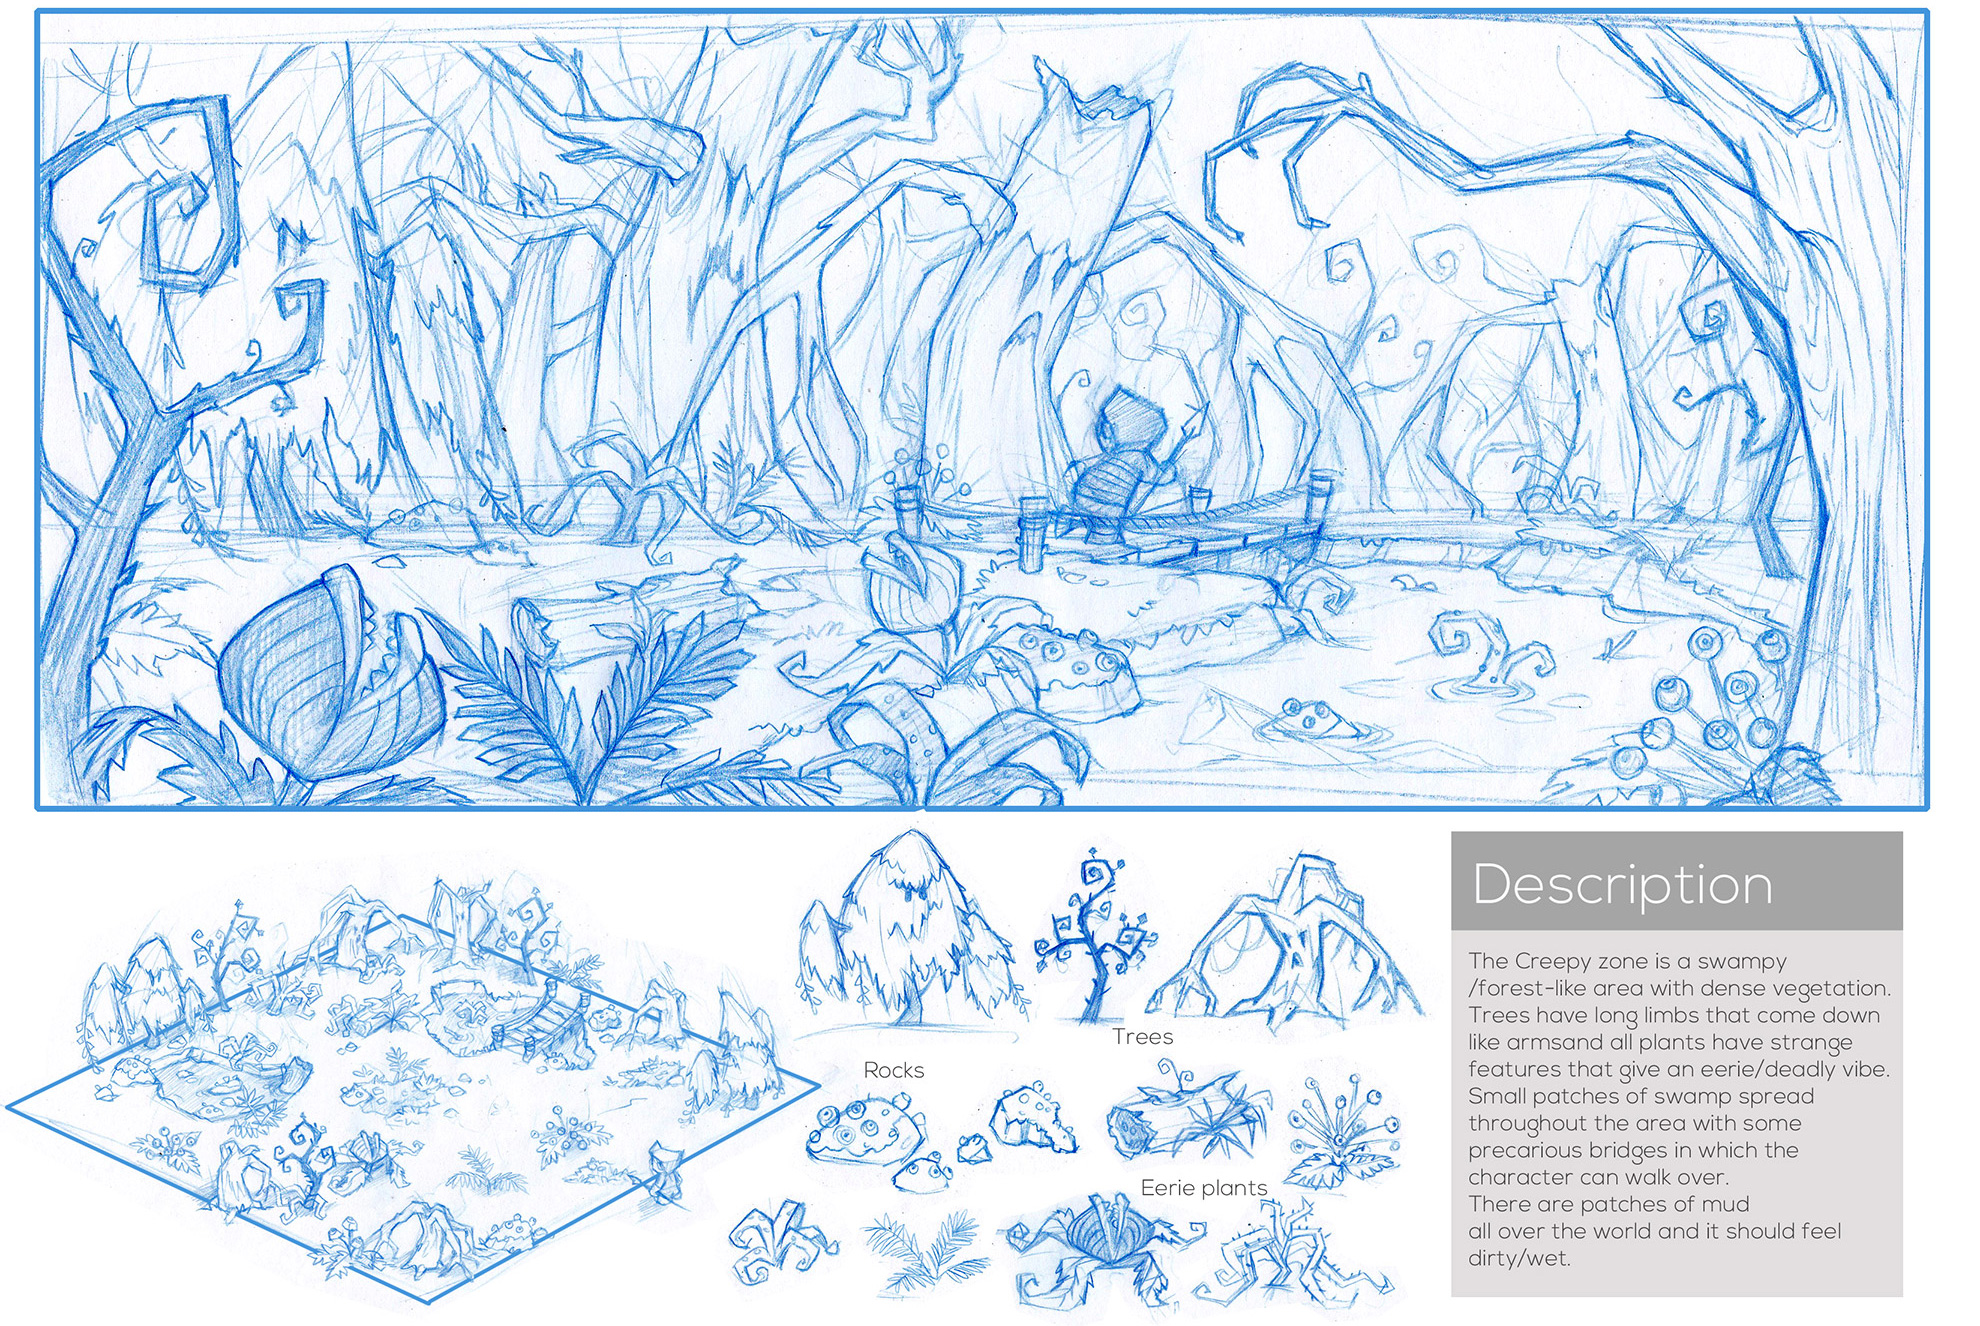 Description
The Creepy zone is a swampy
/forest-like area with dense vegetation.
Trees have long limbs that come down
like armsand all plants have strange
features that give an eerie/deadly vibe.
Small patches of swamp spread
throughout the area with some
precarious bridges in which the
character can walk over.
There are patches of mud
all over the world and it should feel
dirty/wet.
Trees
Rocks
Eerie plants